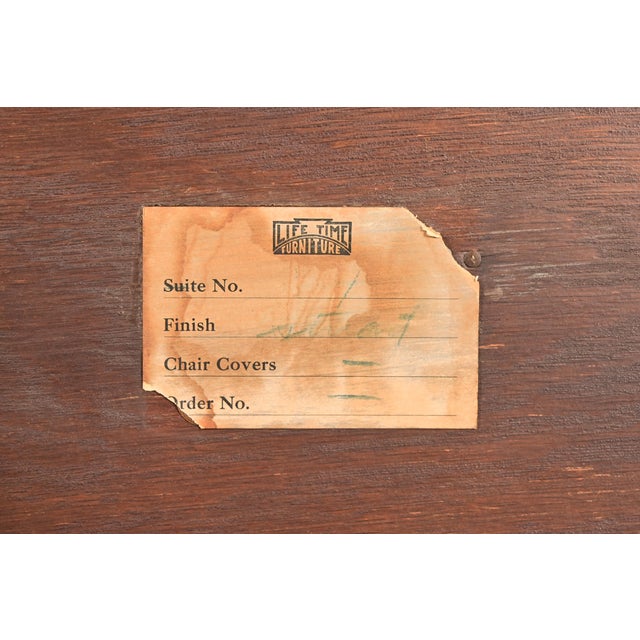 LIFE TIME
FURNITURE
Suite No.
Finish
Chair Covers –
Order No. –